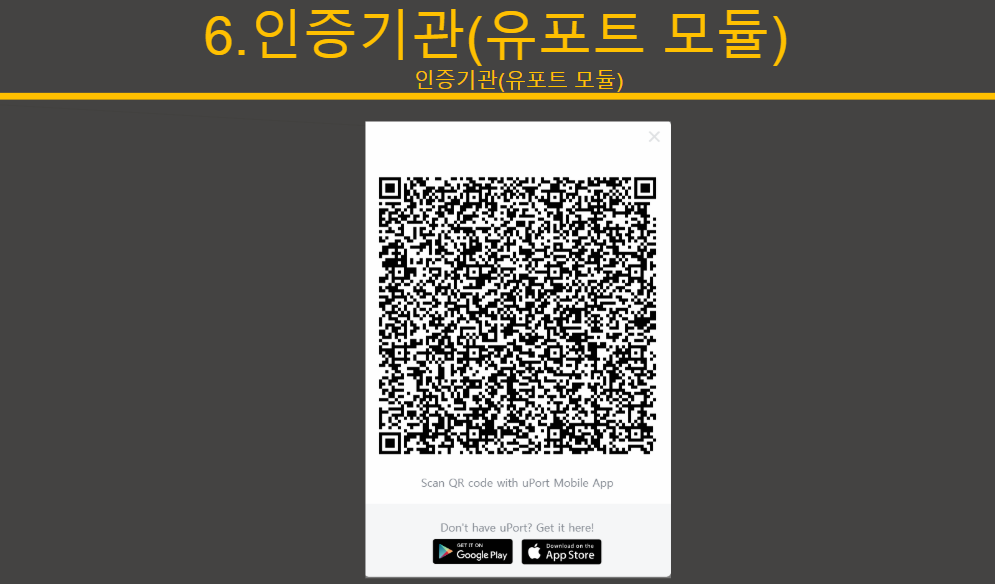 6.인증기관(유포트 모듈)
인증기관(유포트 모듈)
Scan QR code with uPort Mobile App
Don't have uPort? Get it here!
GET IT ON
Google Play
Download on the
App Store